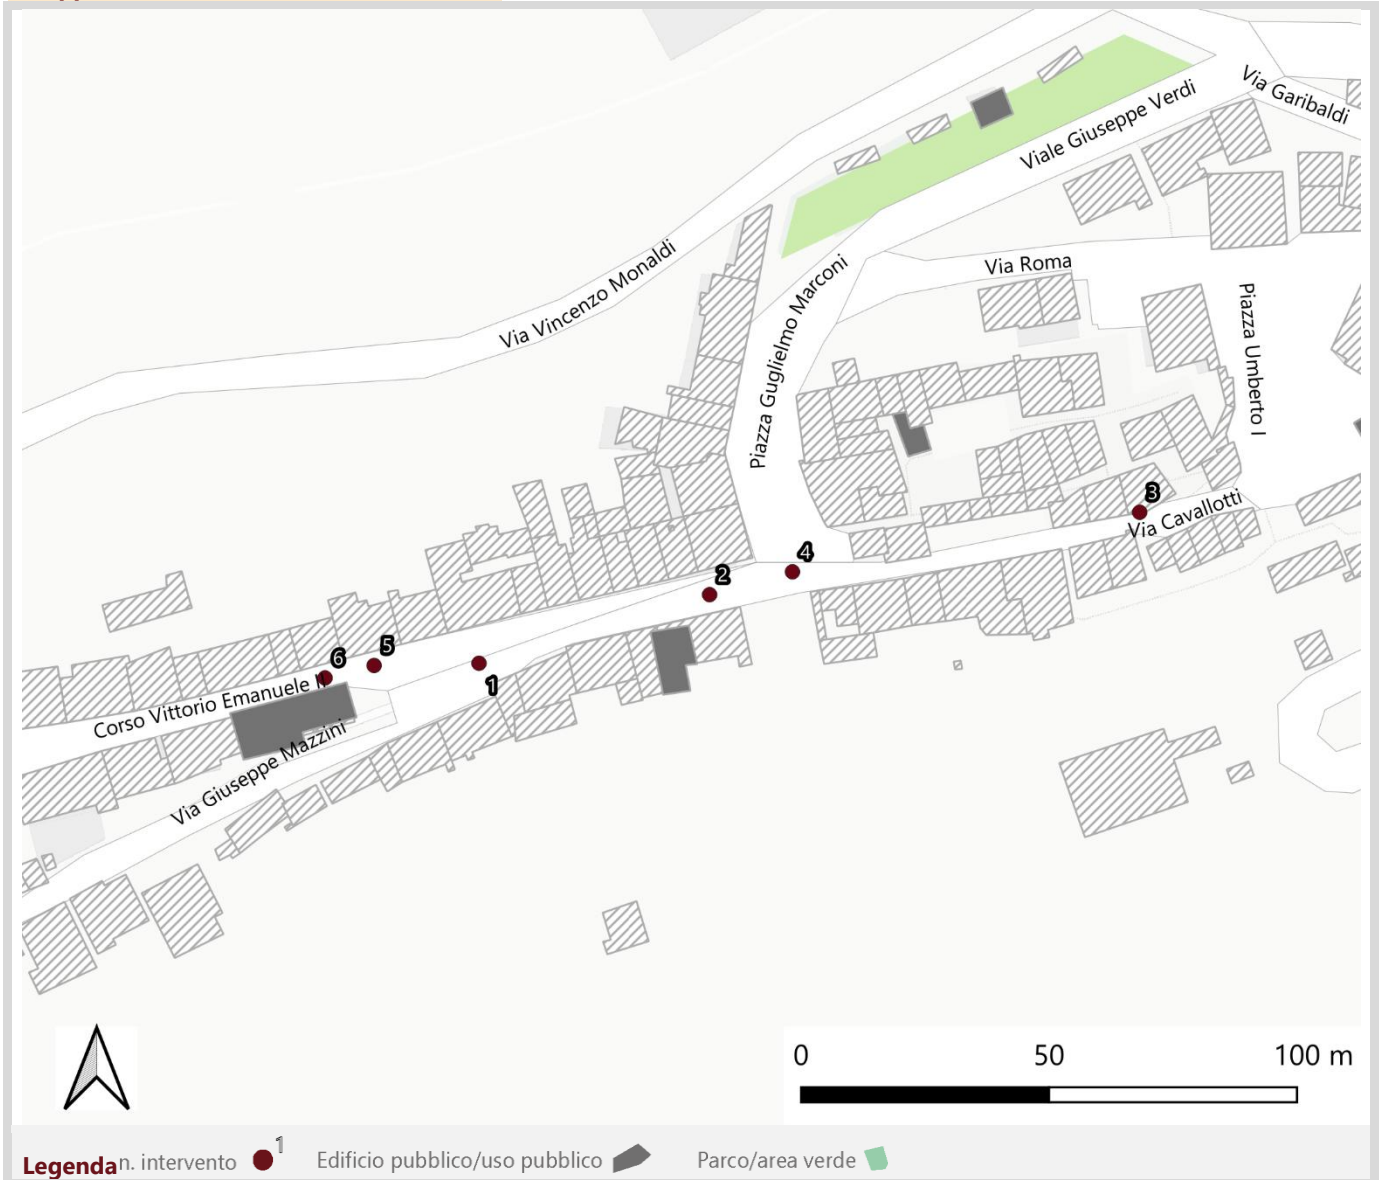 Via Garibaldi
Viale Giuseppe Verdi
Via Vincenzo Monaldi
Via Roma
Piazza Guglielmo Marconi
Piazza Umberto I
3
Via Cavallotti
4
2
5
6
1
Corso Vittorio Emanuele II
Via Giuseppe Mazzini
0 50 100 m
Legenda n. intervento 1 Edificio pubblico/uso pubblico Parco/area verde